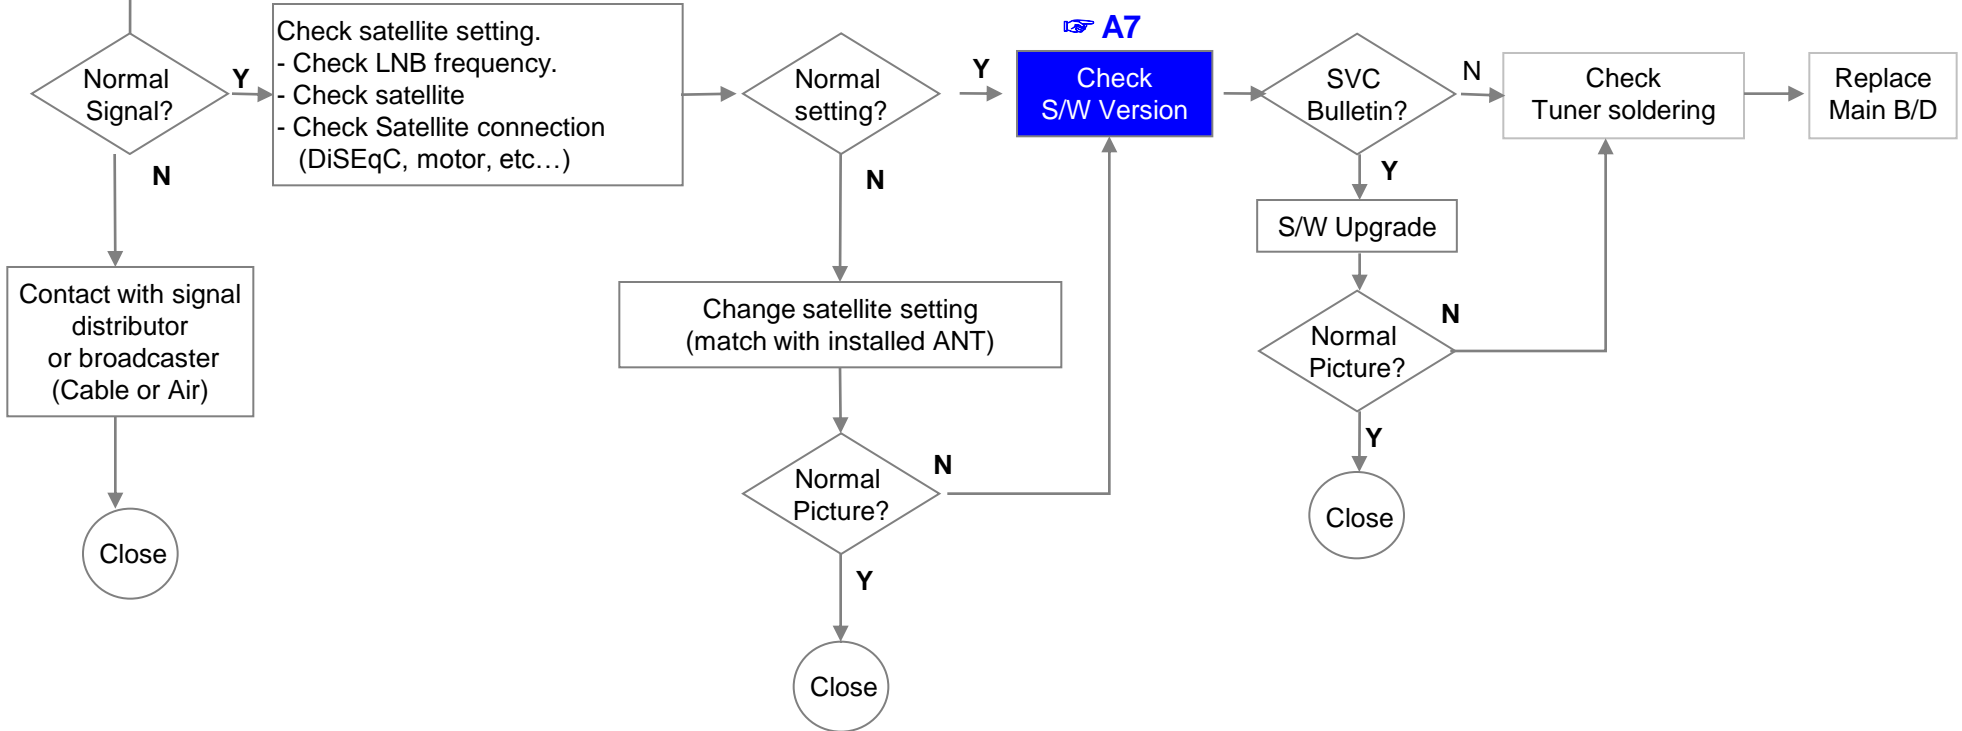 Normal
Signal?
Y
N
Check satellite setting.
- Check LNB frequency.
- Check satellite
- Check Satellite connection
(DiSEqC, motor, etc…)
Contact with signal
distributor
or broadcaster
(Cable or Air)
Close
Normal
setting?
Y
N
Change satellite setting
(match with installed ANT)
Normal
Picture?
N
Y
Close
☞ A7
Check
S/W Version
SVC
Bulletin?
N
Y
S/W Upgrade
Normal
Picture?
N
Y
Close
Check
Tuner soldering
Replace
Main B/D